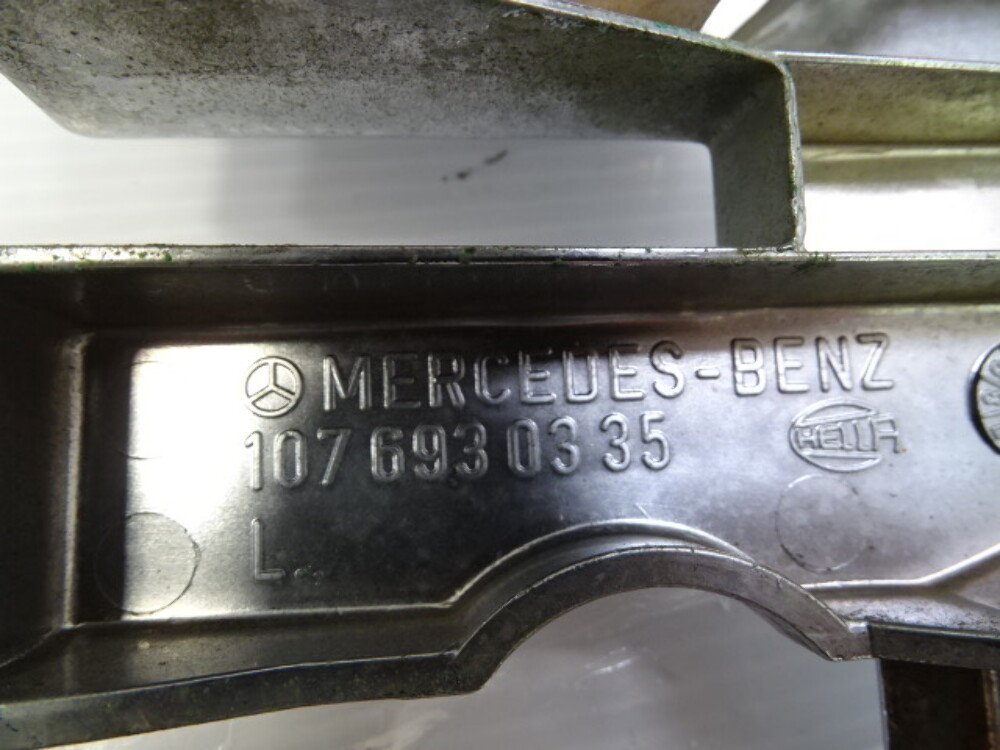 MERCEDES-BENZ
107 693 03 35
HELLA
L